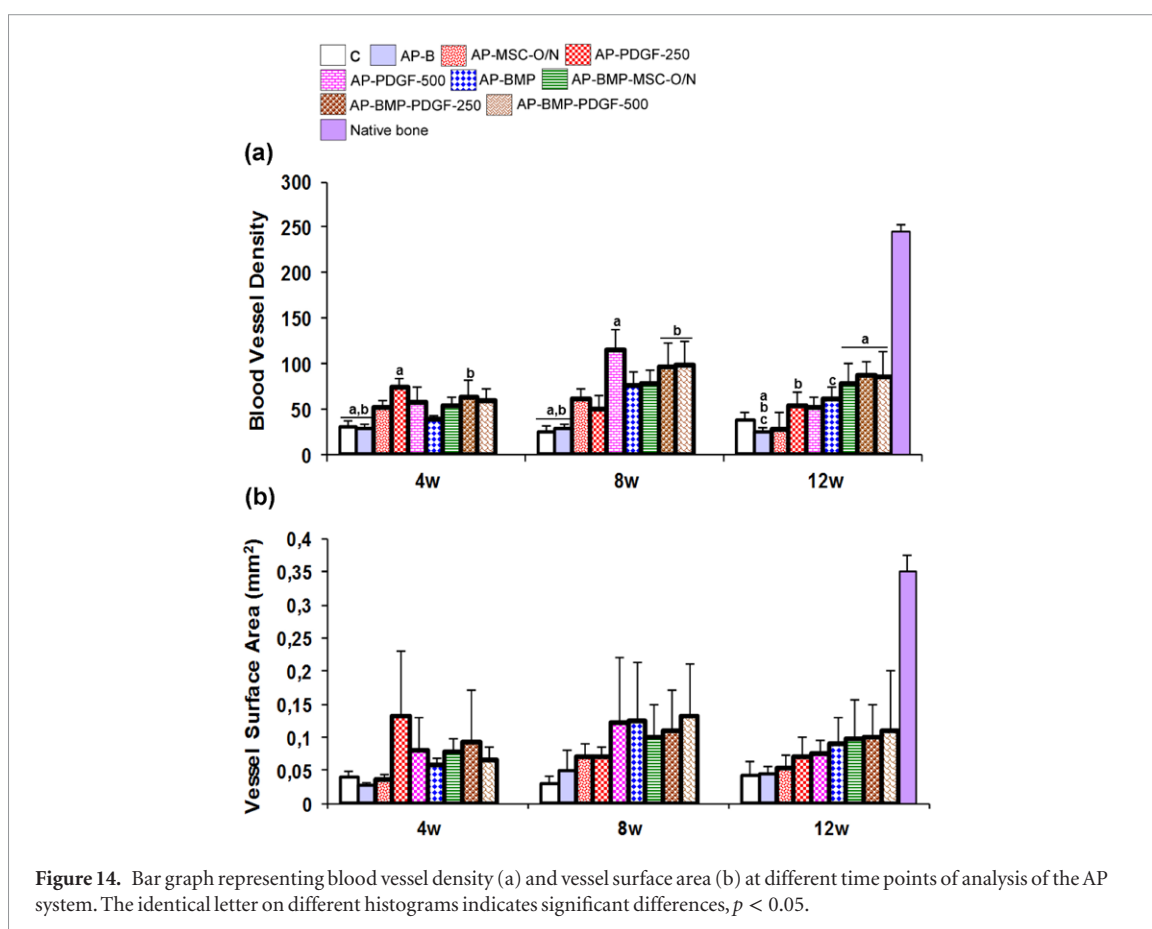 C AP-B AP-MSC-O/N AP-PDGF-250
AP-PDGF-500 AP-BMP AP-BMP-MSC-O/N
AP-BMP-PDGF-250 AP-BMP-PDGF-500
Native bone
(a)
Blood Vessel Density
300
250
200
150
100
50
0
a,b a b
a,b a b
a
b
c
b c a
4w 8w 12w
(b)
Vessel Surface Area (mm²)
0,4
0,35
0,3
0,25
0,2
0,15
0,1
0,05
0
4w 8w 12w
Figure 14. Bar graph representing blood vessel density (a) and vessel surface area (b) at different time points of analysis of the AP
system. The identical letter on different histograms indicates significant differences, p < 0.05.